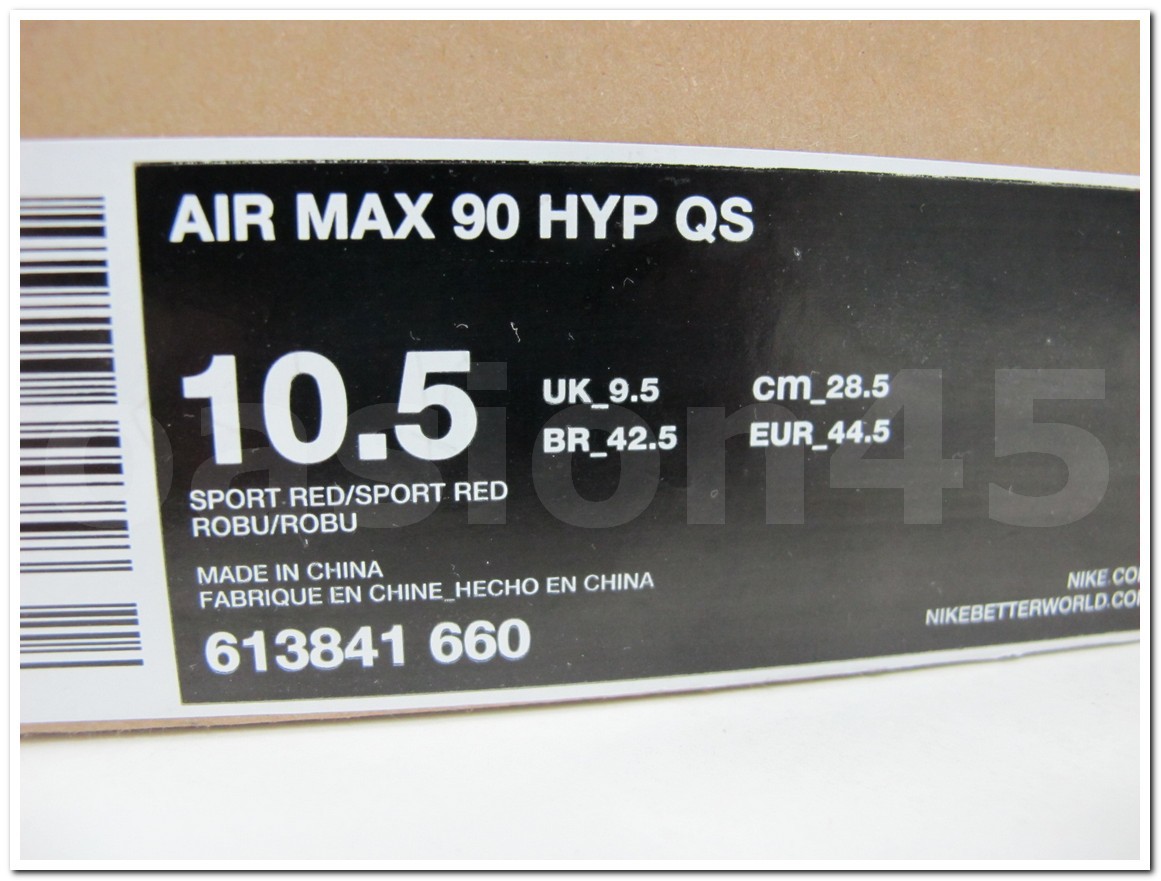 AIR MAX 90 HYP QS
10.5
UK_9.5 cm_28.5
BR_42.5 EUR_44.5
SPORT RED/SPORT RED
ROBU/ROBU
MADE IN CHINA
FABRIQUE EN CHINE_HECHO EN CHINA
613841 660
NIKE.CO
NIKEBETTERWORLD.CO
oasion45